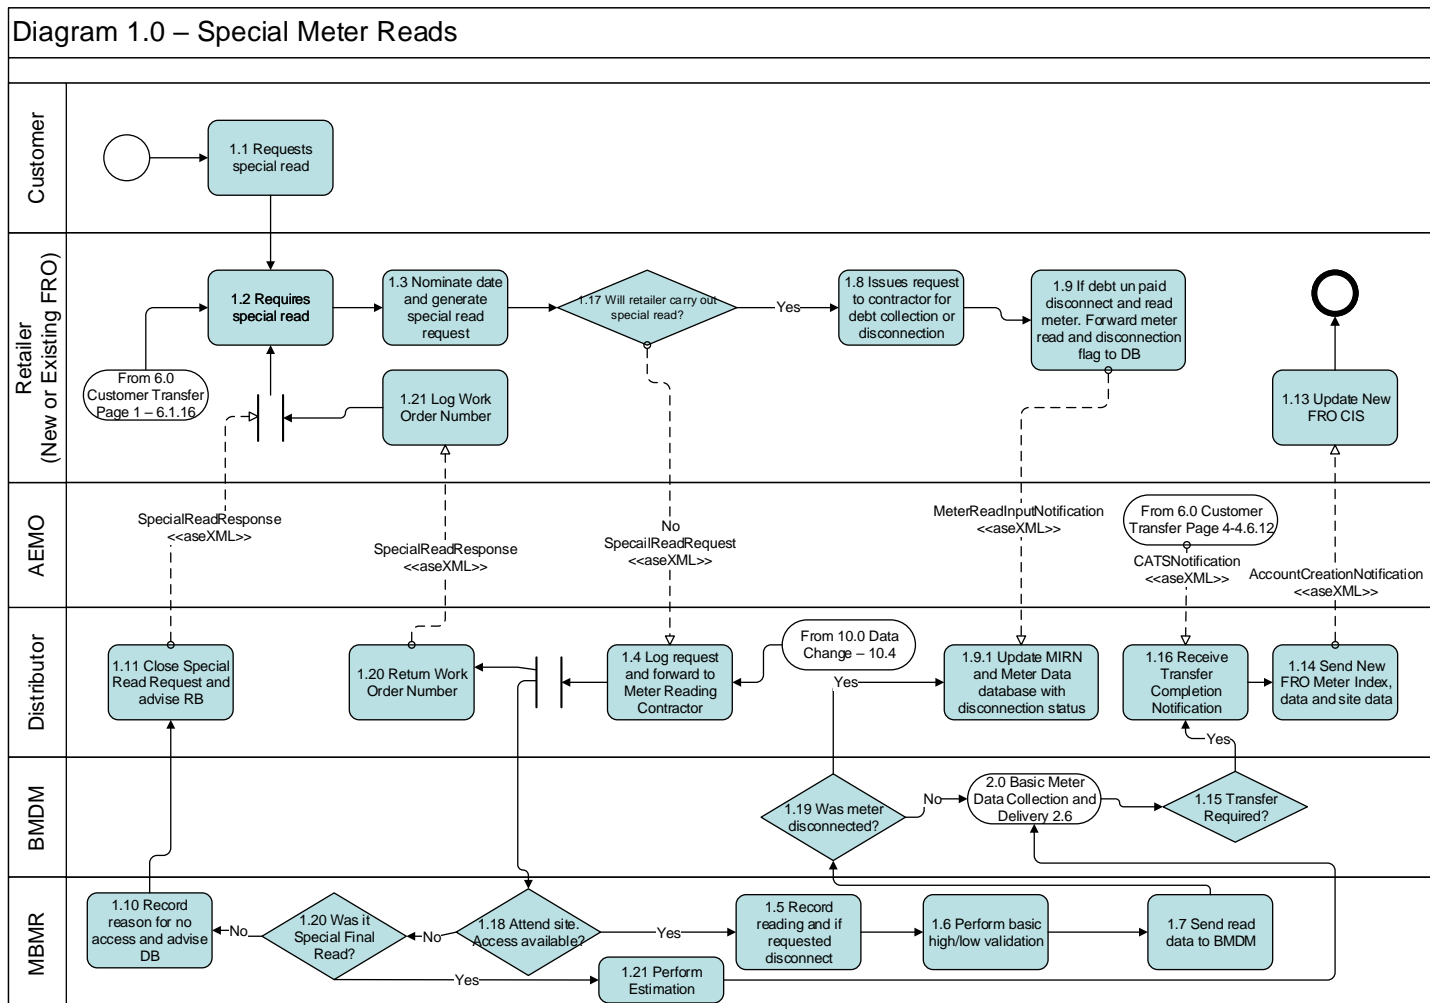 Diagram 1.0 – Special Meter Reads
Customer
1.1 Requests
special read
Retailer
(New or Existing FRO)
1.2 Requires
special read
1.3 Nominate date
and generate
special read
request
1.17 Will retailer carry out
special read?
Yes
1.8 Issues request
to contractor for
debt collection or
disconnection
1.9 If debt un paid
disconnect and read
meter. Forward meter
read and disconnection
flag to DB
From 6.0
Customer Transfer
Page 1 – 6.1.16
1.21 Log Work
Order Number
1.13 Update New
FRO CIS
AEMO
SpecialReadResponse
<<aseXML>>
SpecialReadResponse
<<aseXML>>
No
SpecailReadRequest
<<aseXML>>
MeterReadInputNotification
<<aseXML>>
From 6.0 Customer
Transfer Page 4-4.6.12
CATSNotification
<<aseXML>>
AccountCreationNotification
<<aseXML>>
Distributor
1.11 Close Special
Read Request and
advise RB
1.20 Return Work
Order Number
1.4 Log request
and forward to
Meter Reading
Contractor
From 10.0 Data
Change – 10.4
Yes
1.9.1 Update MIRN
and Meter Data
database with
disconnection status
1.16 Receive
Transfer
Completion
Notification
1.14 Send New
FRO Meter Index,
data and site data
Yes
BMDM
1.19 Was meter
disconnected?
No
2.0 Basic Meter
Data Collection and
Delivery 2.6
1.15 Transfer
Required?
MBMR
1.10 Record
reason for no
access and advise
DB
No
1.20 Was it
Special Final
Read?
No
1.18 Attend site.
Access available?
Yes
1.5 Record
reading and if
requested
disconnect
1.6 Perform basic
high/low validation
1.7 Send read
data to BMDM
Yes
1.21 Perform
Estimation